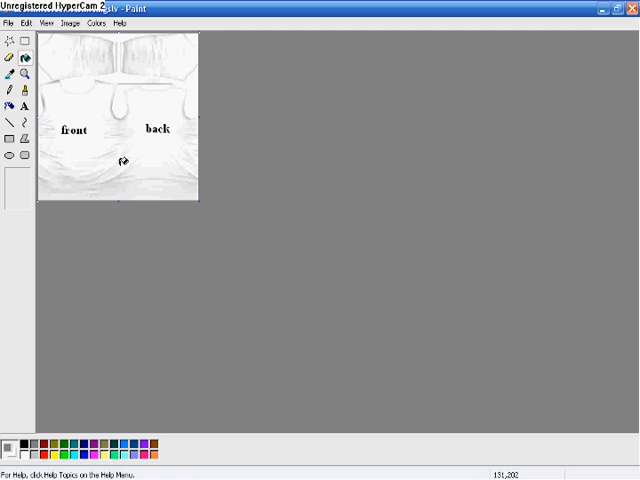 Unregistered HyperCam 2
gslv - Paint
File Edit View Image Colors Help
A
front
back
For Help, click Help Topics on the Help Menu.
131,202